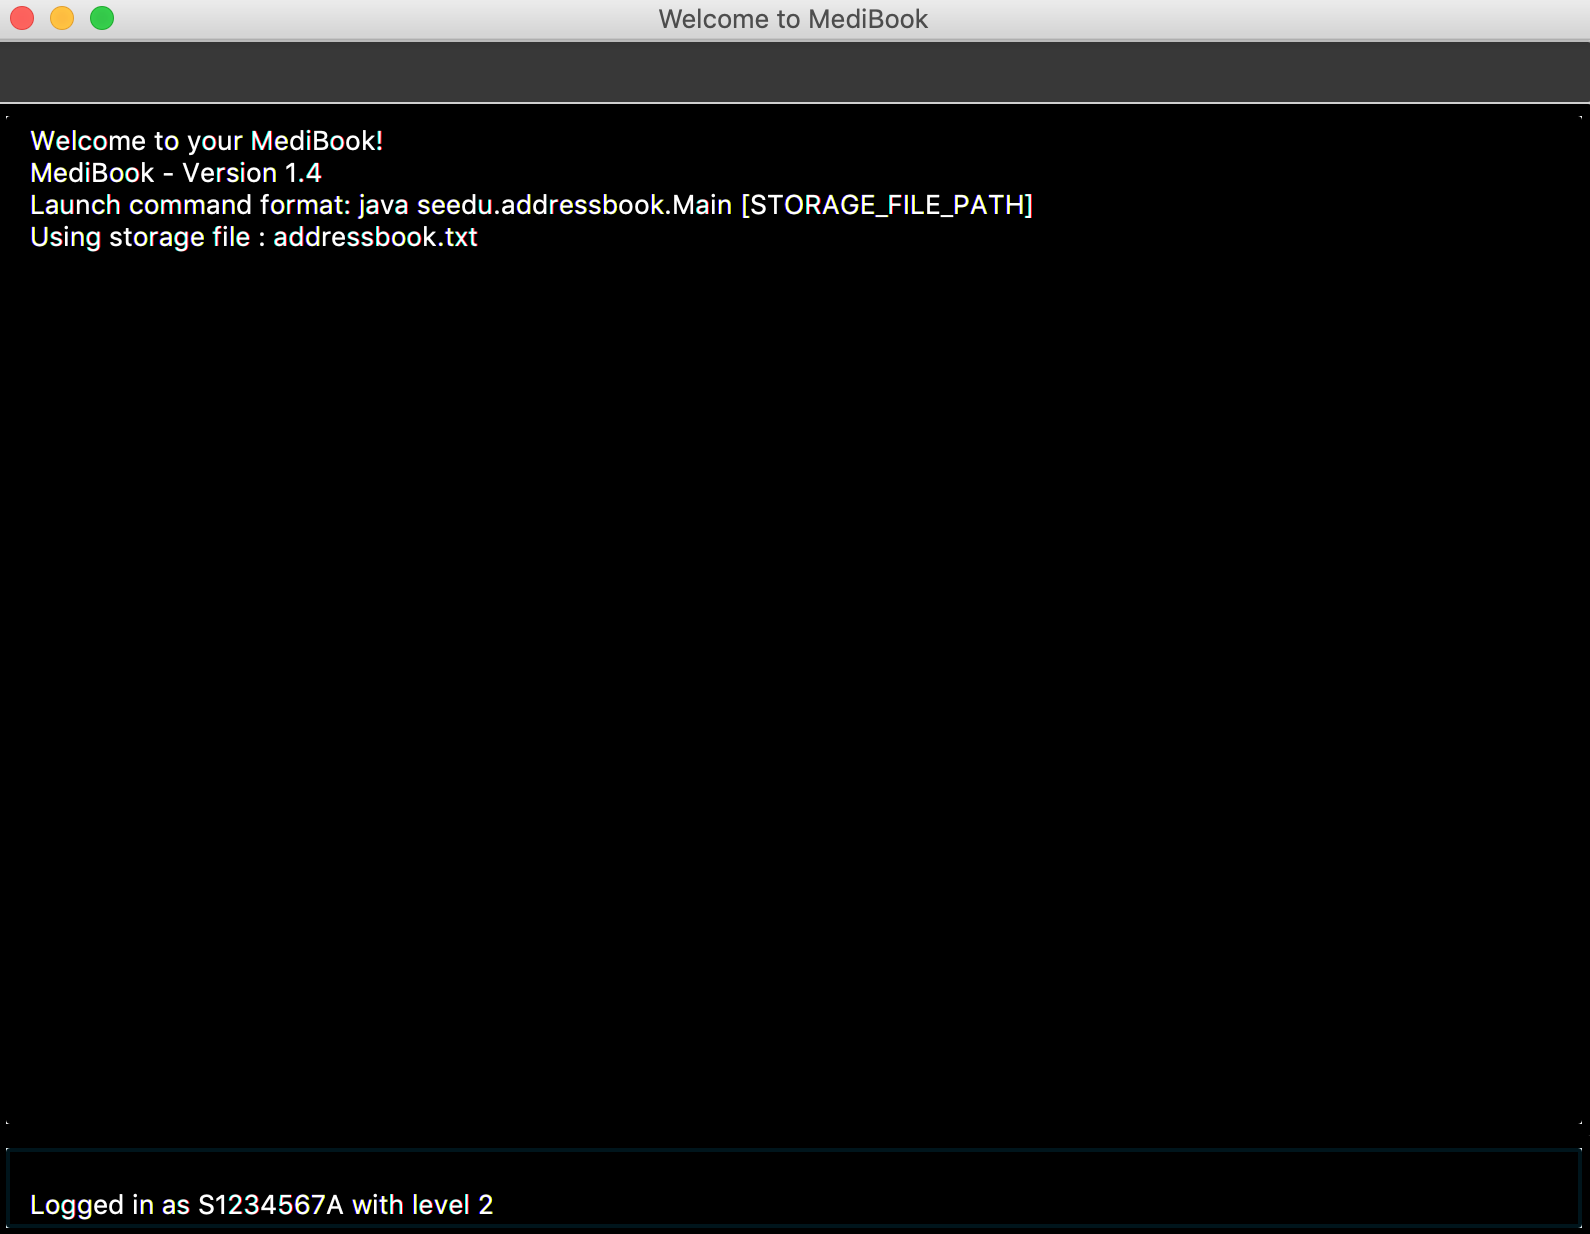 Welcome to MediBook
Welcome to your MediBook!
MediBook - Version 1.4
Launch command format: java seedu.addressbook.Main [STORAGE_FILE_PATH]
Using storage file : addressbook.txt
Logged in as S1234567A with level 2